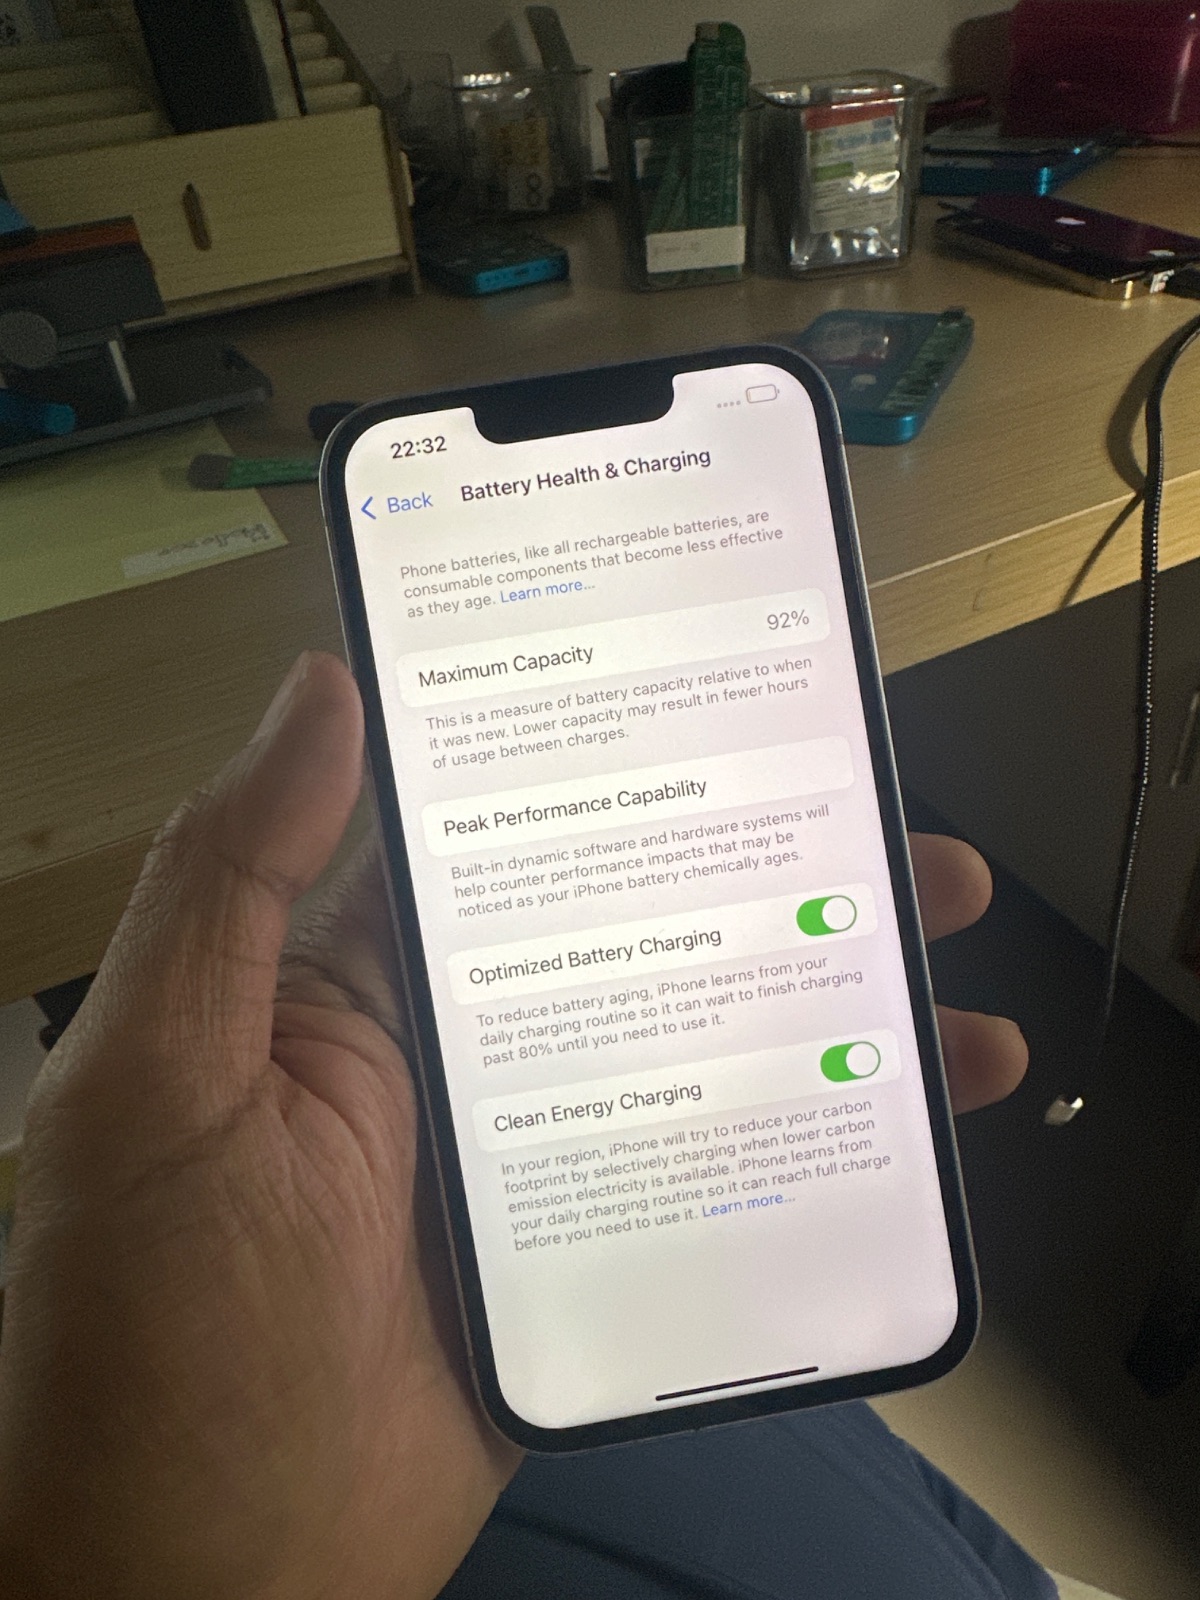 22:32
Back
Battery Health & Charging
Phone batteries, like all rechargeable batteries, are
consumable components that become less effective
as they age. Learn more...
Maximum Capacity
92%
This is a measure of battery capacity relative to when
it was new. Lower capacity may result in fewer hours
of usage between charges.
Peak Performance Capability
Built-in dynamic software and hardware systems will
help counter performance impacts that may be
noticed as your iPhone battery chemically ages.
Optimized Battery Charging
To reduce battery aging, iPhone learns from your
daily charging routine so it can wait to finish charging
past 80% until you need to use it.
Clean Energy Charging
In your region, iPhone will try to reduce your carbon
footprint by selectively charging when lower carbon
emission electricity is available. iPhone learns from
your daily charging routine so it can reach full charge
before you need to use it. Learn more...